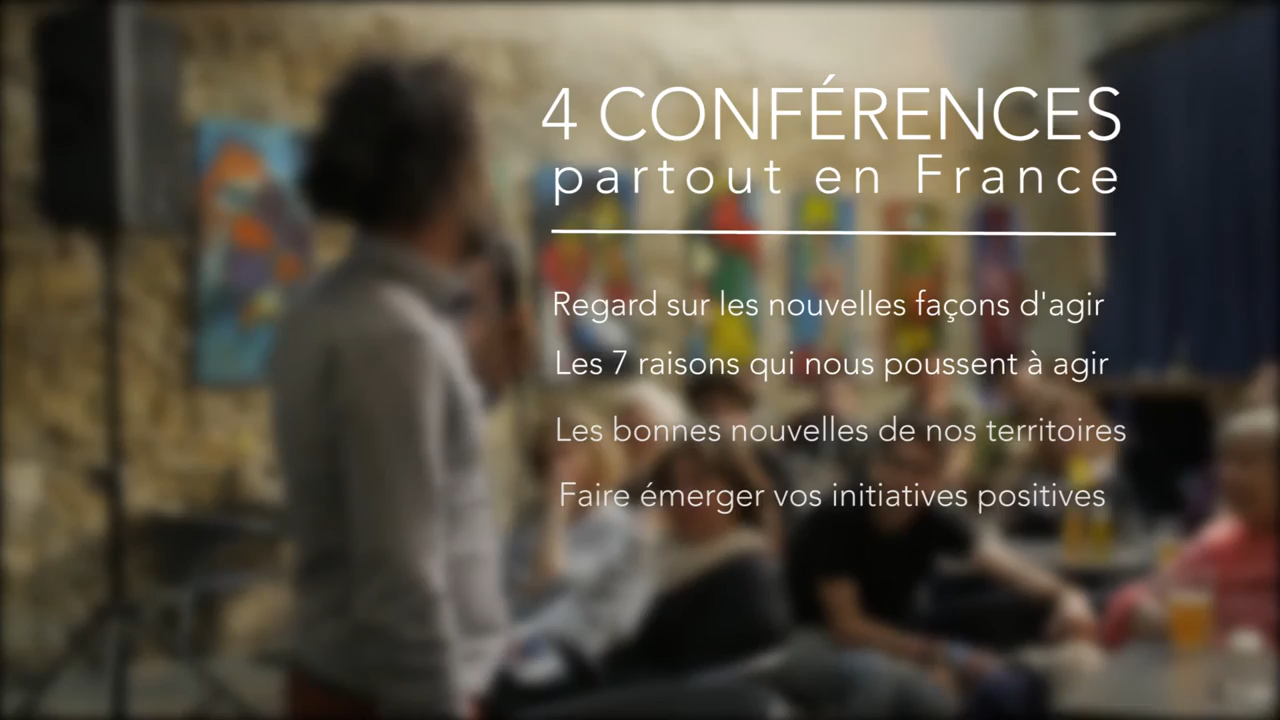 4 CONFÉRENCES
partout en France
Regard sur les nouvelles façons d'agir
Les 7 raisons qui nous poussent à agir
Les bonnes nouvelles de nos territoires
Faire émerger vos initiatives positives